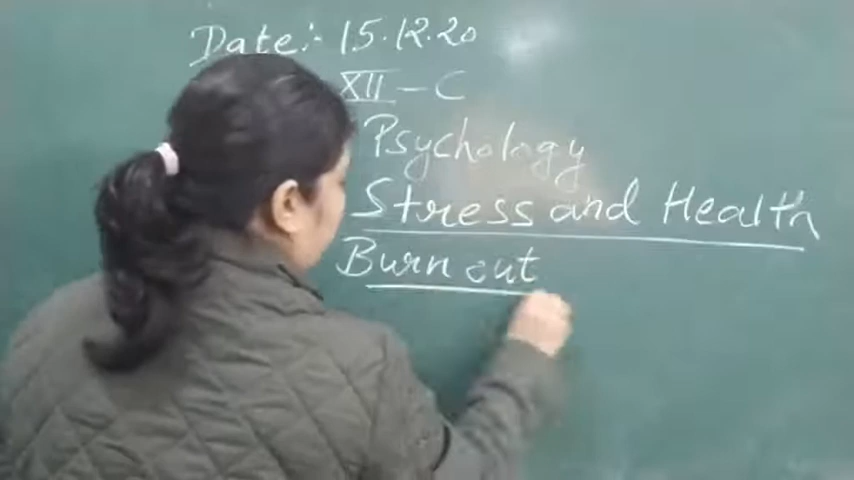 Date:- 15.12.20
XII - C
Psychology
Stress and Health
Burn out